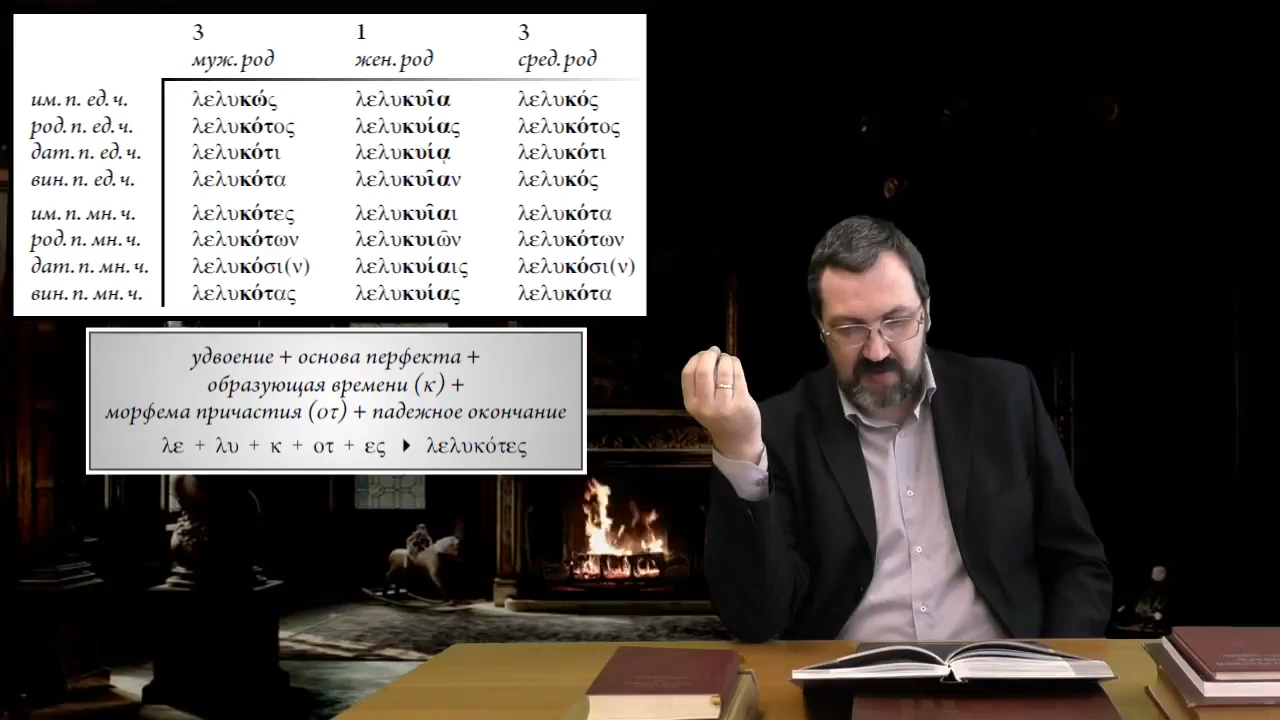 3 1 3
муж. род жен. род сред. род
им. п. ед. ч. λελυκώς λελυκυῖα λελυκός
род. п. ед. ч. λελυκότος λελυκυίας λελυκότος
дат. п. ед. ч. λελυκότι λελυκυίᾳ λελυκότι
вин. п. ед. ч. λελυκότα λελυκυῖαν λελυκός
им. п. мн. ч. λελυκότες λελυκυῖαι λελυκότα
род. п. мн. ч. λελυκότων λελυκυιῶν λελυκότων
дат. п. мн. ч. λελυκόσι(ν) λελυκυίαις λελυκόσι(ν)
вин. п. мн. ч. λελυκότας λελυκυίας λελυκότα
удвоение + основа перфекта +
образующая времени (κ) +
морфема причастия (οτ) + падежное окончание
λε + λυ + κ + οτ + ες ▸ λελυκότες